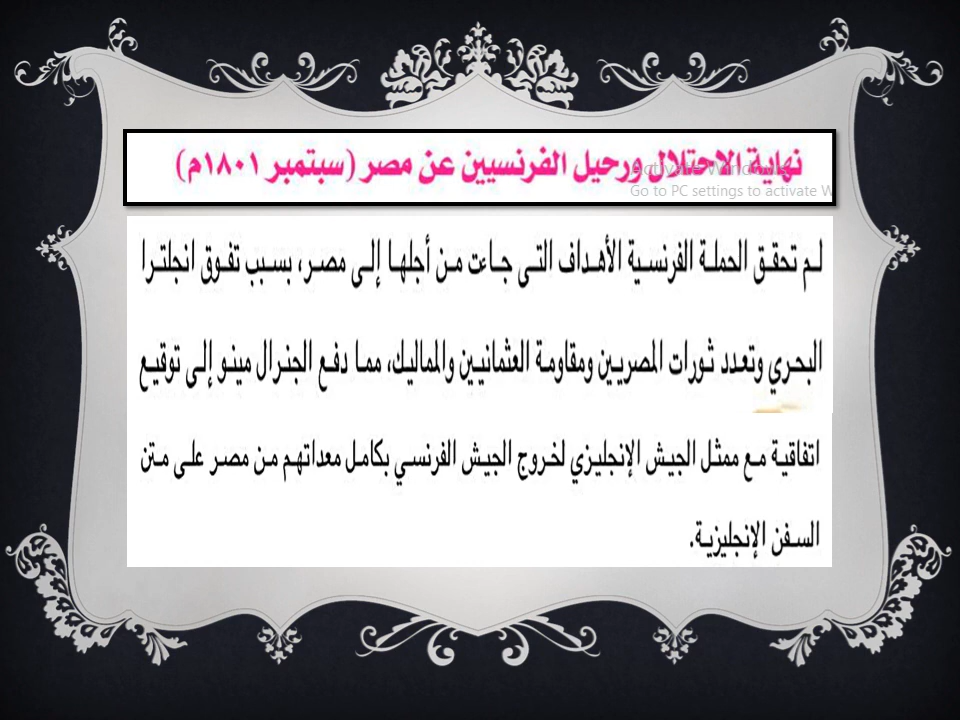 نهاية الاحتلال ورحيل الفرنسيين عن مصر (سبتمبر ١٨٠١م)
Activate Windows
Go to PC settings to activate W
لم تحقق الحملة الفرنسية الأهداف التى جاءت من أجلها إلى مصر، بسبب تفوق انجلترا
البحري وتعدد ثورات المصريين ومقاومة العثمانيين والمماليك، مما دفع الجنرال مينو إلى توقيع
اتفاقية مع ممثل الجيش الإنجليزي لخروج الجيش الفرنسي بكامل معداتهم من مصر على متن
السفن الإنجليزية.